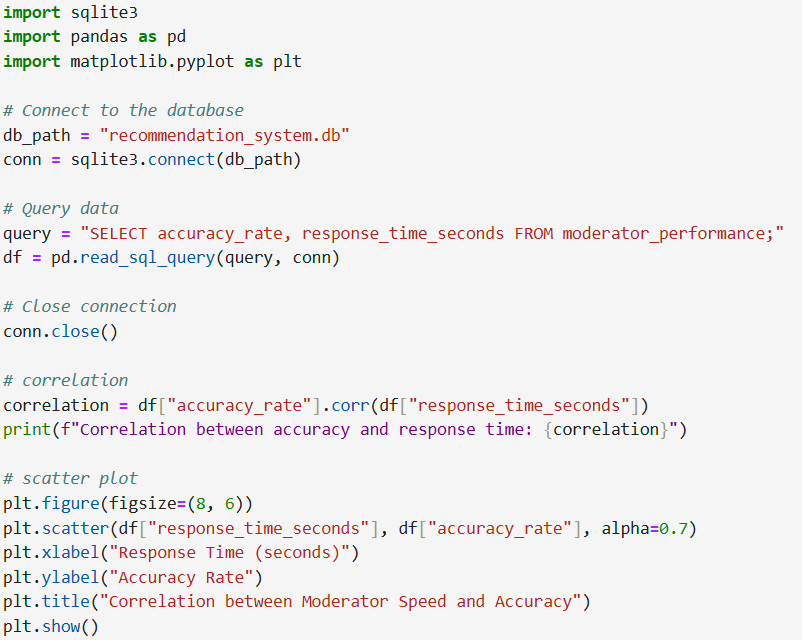 import sqlite3
import pandas as pd
import matplotlib.pyplot as plt

# Connect to the database
db_path = "recommendation_system.db"
conn = sqlite3.connect(db_path)

# Query data
query = "SELECT accuracy_rate, response_time_seconds FROM moderator_performance;"
df = pd.read_sql_query(query, conn)

# Close connection
conn.close()

# correlation
correlation = df["accuracy_rate"].corr(df["response_time_seconds"])
print(f"Correlation between accuracy and response time: {correlation}")

# scatter plot
plt.figure(figsize=(8, 6))
plt.scatter(df["response_time_seconds"], df["accuracy_rate"], alpha=0.7)
plt.xlabel("Response Time (seconds)")
plt.ylabel("Accuracy Rate")
plt.title("Correlation between Moderator Speed and Accuracy")
plt.show()